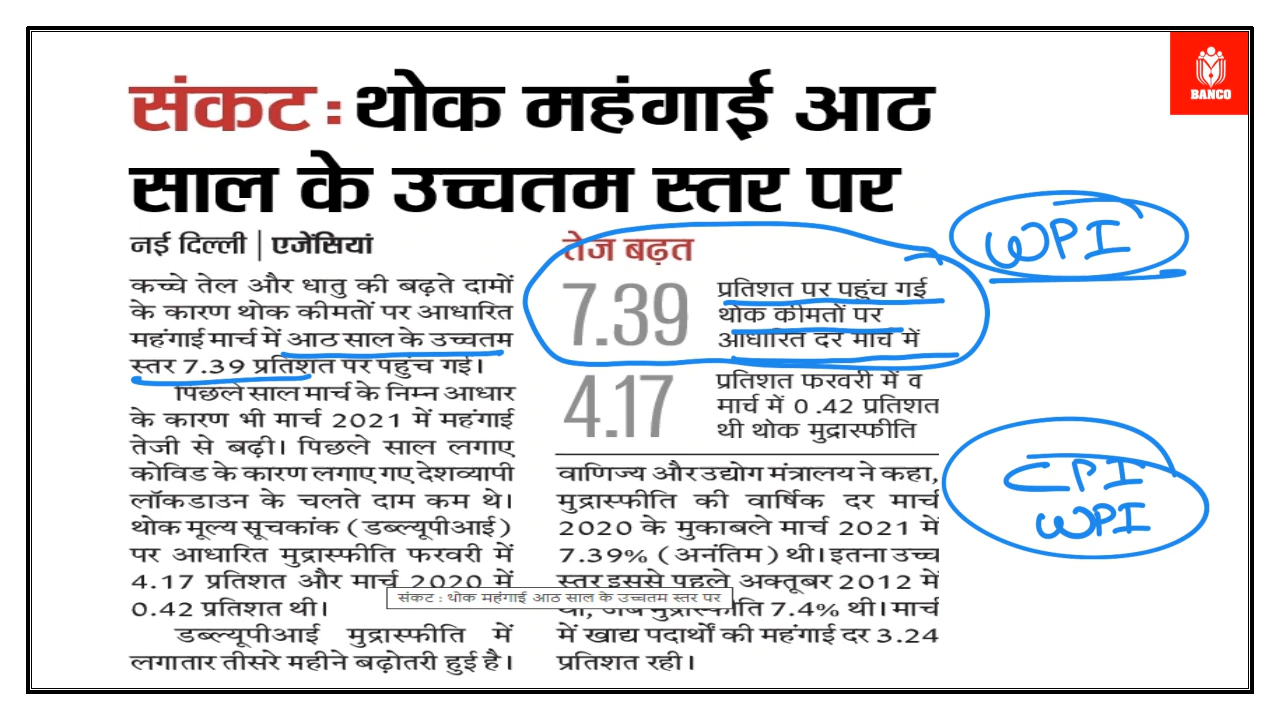 संकट : थोक महंगाई आठ
साल के उच्चतम स्तर पर
BANCO
नई दिल्ली | एजेंसियां
कच्चे तेल और धातु की बढ़ते दामों
के कारण थोक कीमतों पर आधारित
महंगाई मार्च में आठ साल के उच्चतम
स्तर 7.39 प्रतिशत पर पहुंच गई।
पिछले साल मार्च के निम्न आधार
के कारण भी मार्च 2021 में महंगाई
तेजी से बढ़ी। पिछले साल लगाए
कोविड के कारण लगाए गए देशव्यापी
लॉकडाउन के चलते दाम कम थे।
थोक मूल्य सूचकांक (डब्ल्यूपीआई)
पर आधारित मुद्रास्फीति फरवरी में
4.17 प्रतिशत और मार्च 2020 में
0.42 प्रतिशत थी।
डब्ल्यूपीआई मुद्रास्फीति में
लगातार तीसरे महीने बढ़ोतरी हुई है।
तेज बढ़त
7.39
प्रतिशत पर पहुंच गई
थोक कीमतों पर
आधारित दर मार्च में
4.17
प्रतिशत फरवरी में व
मार्च में 0 .42 प्रतिशत
थी थोक मुद्रास्फीति
वाणिज्य और उद्योग मंत्रालय ने कहा,
मुद्रास्फीति की वार्षिक दर मार्च
2020 के मुकाबले मार्च 2021 में
7.39% (अनंतिम) थी। इतना उच्च
स्तर इससे पहले अक्तूबर 2012 में
7.4% थी। मार्च
में खाद्य पदार्थों की महंगाई दर 3.24
प्रतिशत रही।
संकट : थोक महंगाई आठ साल के उच्चतम स्तर पर
WPI
CPI
WPI